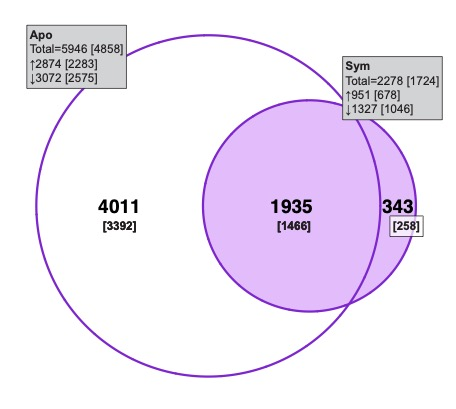 Apo
Total=5946 [4858]
↑2874 [2283]
↓3072 [2575]
Sym
Total=2278 [1724]
↑951 [678]
↓1327 [1046]
4011
[3392]
1935
[1466]
343
[258]